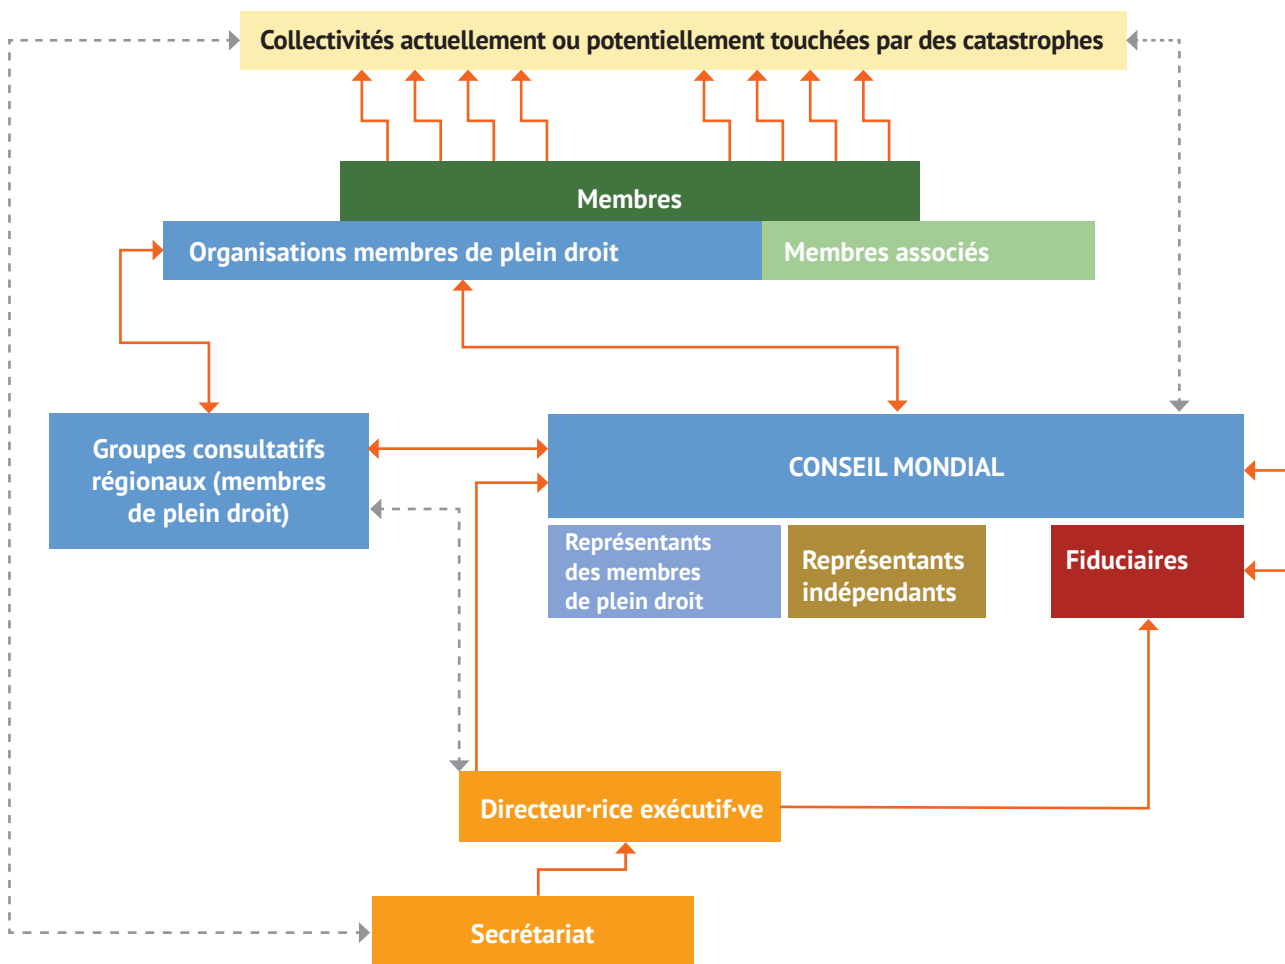 Collectivités actuellement ou potentiellement touchées par des catastrophes
Membres
Organisations membres de plein droit
Membres associés
Groupes consultatifs
régionaux (membres
de plein droit)
CONSEIL MONDIAL
Représentants
des membres
de plein droit
Représentants
indépendants
Fiduciaires
Directeur·rice exécutif·ve
Secrétariat